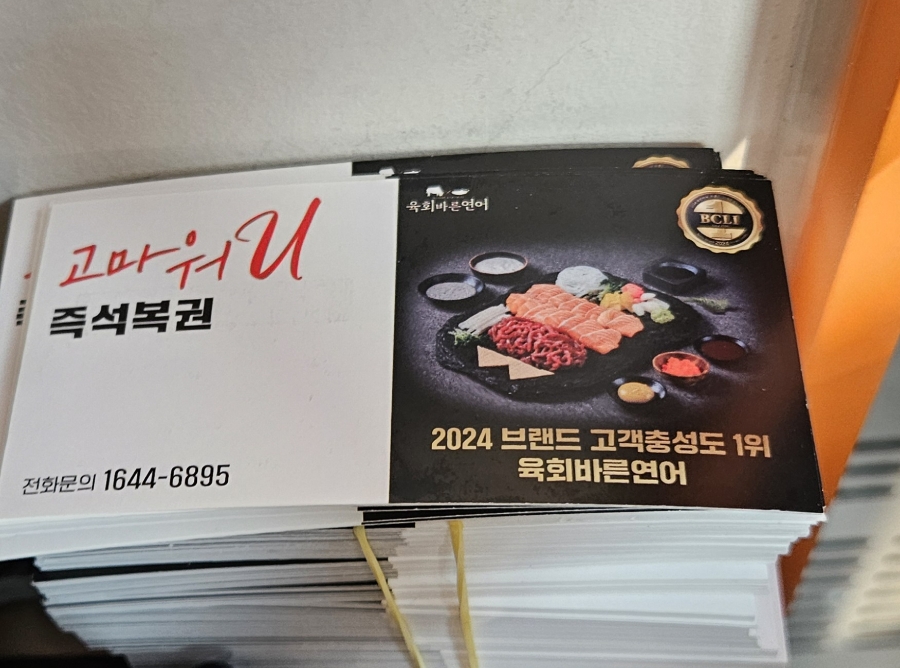 고마워U
즉석복권
전화문의 1644-6895
육회바른연어
BCLI
2024 브랜드 고객충성도 1위
육회바른연어